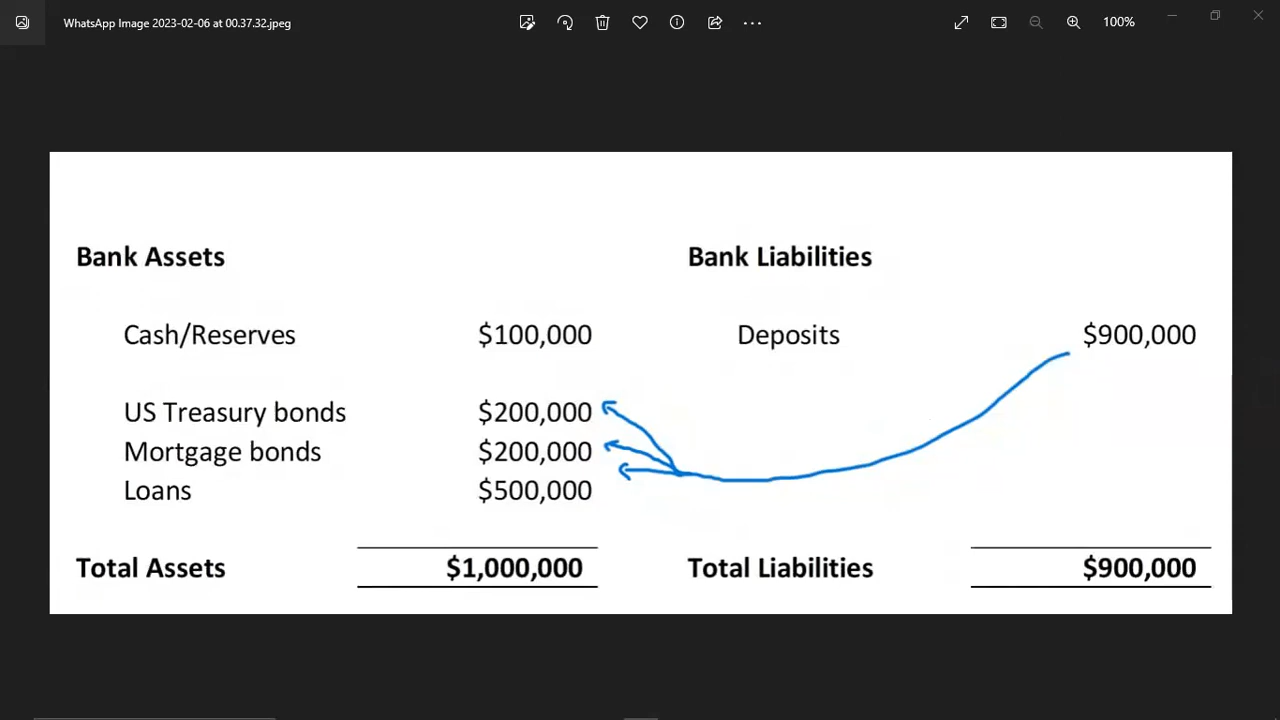 WhatsApp Image 2023-02-06 at 00.37.32.jpeg 100%
Bank Assets Bank Liabilities
Cash/Reserves $100,000 Deposits $900,000
US Treasury bonds $200,000
Mortgage bonds $200,000
Loans $500,000
Total Assets $1,000,000 Total Liabilities $900,000